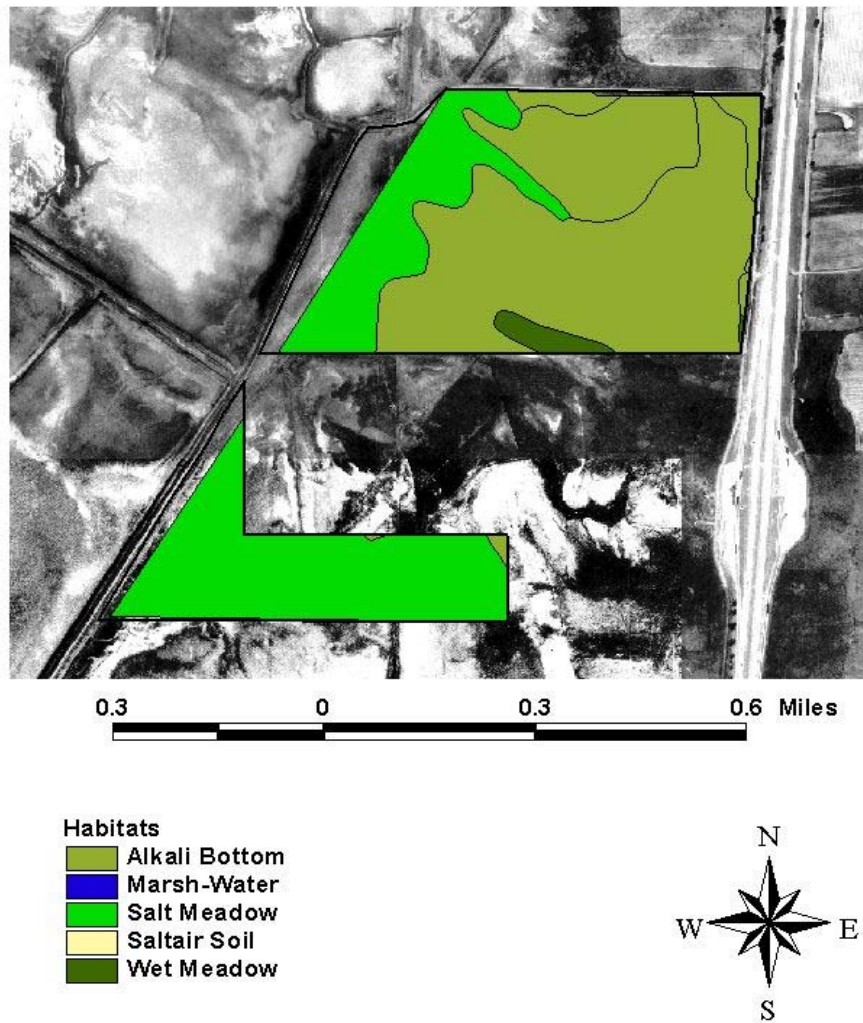 0.3 0 0.3 0.6 Miles
Habitats
Alkali Bottom
Marsh-Water
Salt Meadow
Saltair Soil
Wet Meadow
N
W E
S